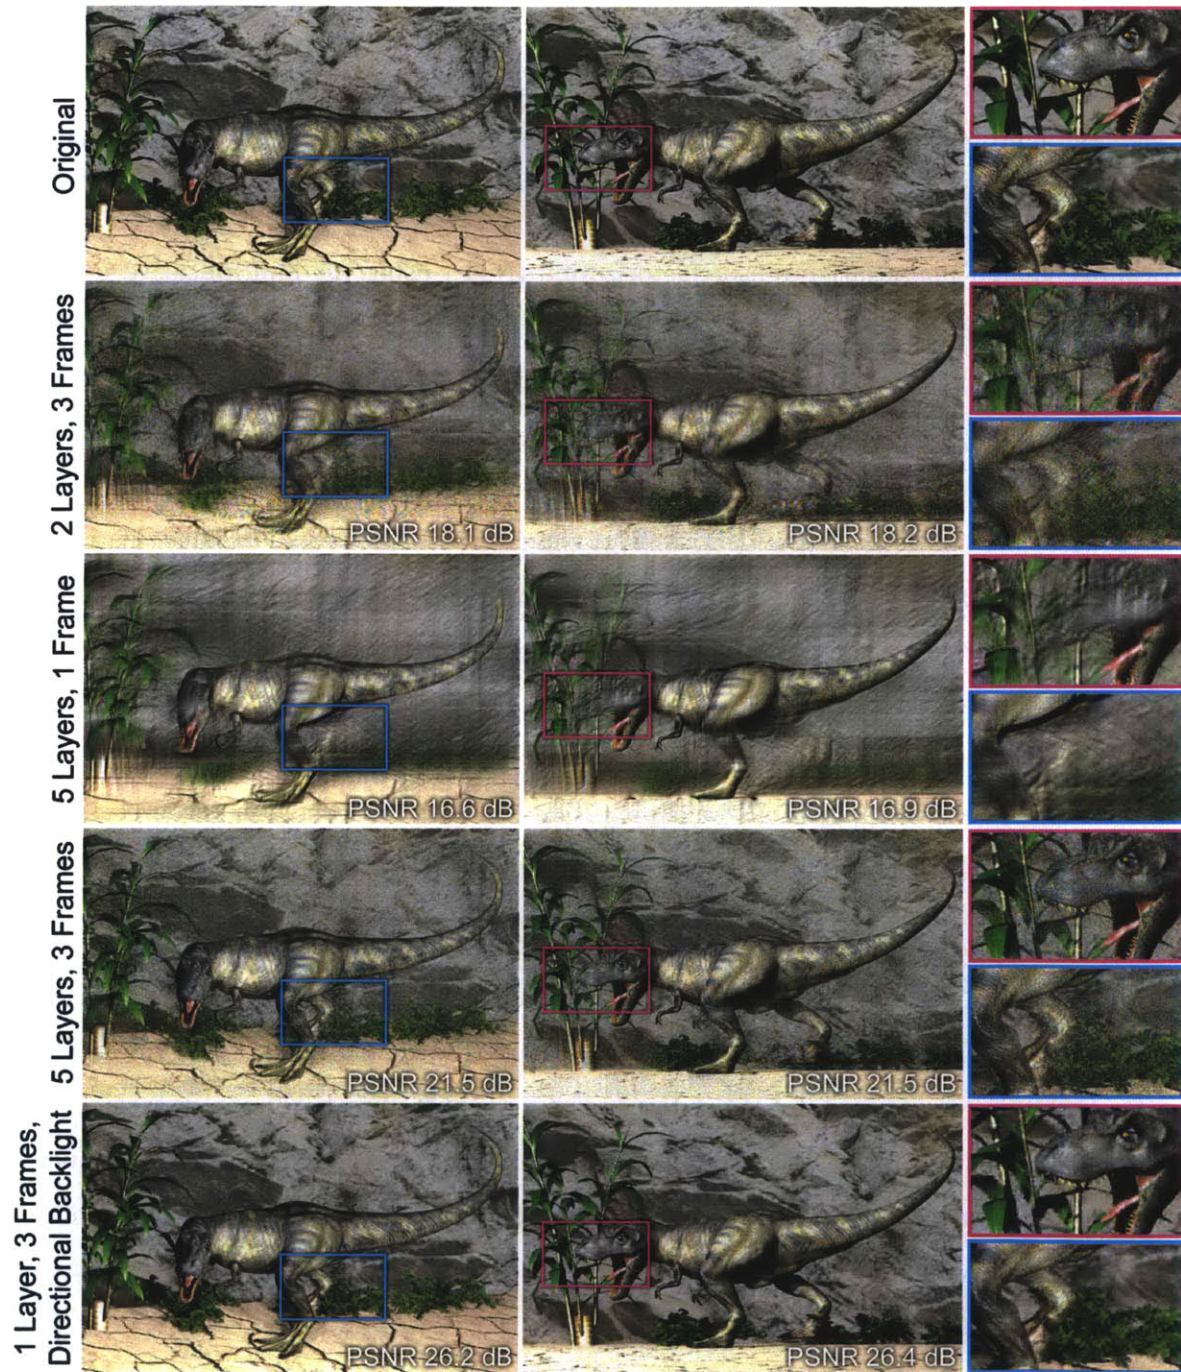 Original
2 Layers, 3 Frames
PSNR 18.1 dB
PSNR 18.2 dB
5 Layers, 1 Frame
PSNR 16.6 dB
PSNR 16.9 dB
5 Layers, 3 Frames
PSNR 21.5 dB
PSNR 21.5 dB
1 Layer, 3 Frames,
Directional Backlight
PSNR 26.2 dB
PSNR 26.4 dB